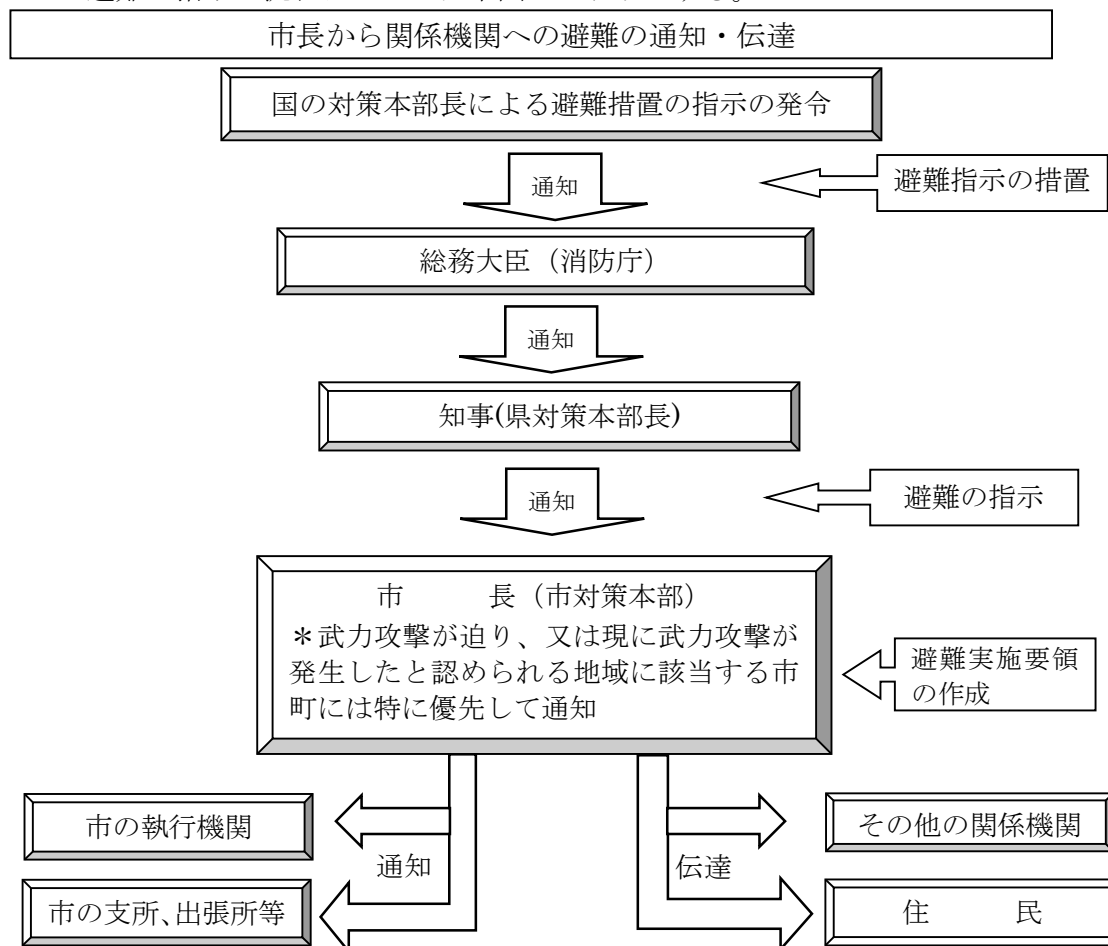 市長から関係機関への避難の通知・伝達
国の対策本部長による避難措置の指示の発令
通知
避難指示の措置
総務大臣（消防庁）
通知
知事(県対策本部長)
通知
避難の指示
市　　　長（市対策本部）
＊武力攻撃が迫り、又は現に武力攻撃が
発生したと認められる地域に該当する市
町には特に優先して通知
避難実施要領
の作成
市の執行機関
その他の関係機関
通知
伝達
市の支所、出張所等
住　　　民